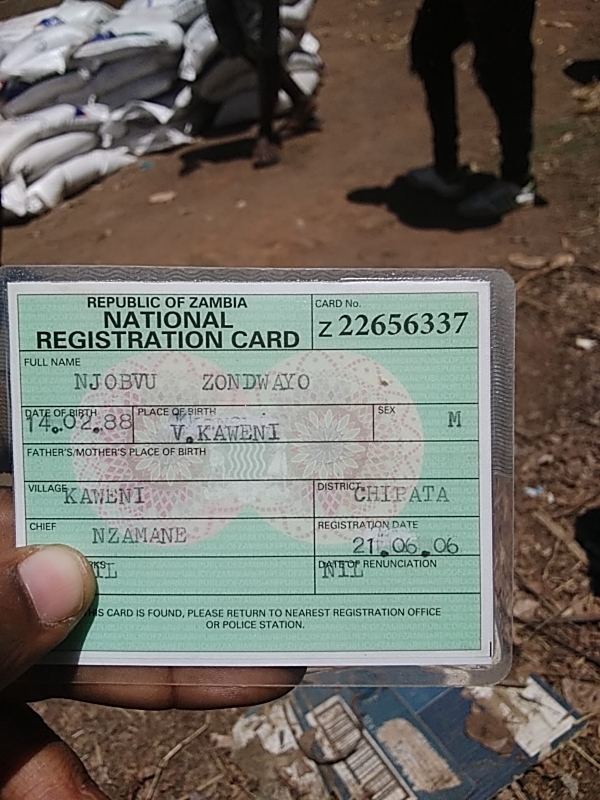 REPUBLIC OF ZAMBIA
NATIONAL
REGISTRATION CARD
CARD No.
Z 22656337
FULL NAME
NJOBVU ZONDWAYO
DATE OF BIRTH
14.02.88
PLACE OF BIRTH
V.KAWENI
SEX
M
FATHER'S/MOTHER'S PLACE OF BIRTH
VILLAGE
KAWENI
DISTRICT
CHIPATA
CHIEF
NZAMANE
REGISTRATION DATE
21.06.06
DATE OF RENUNCIATION
NIL
THIS CARD IS FOUND, PLEASE RETURN TO NEAREST REGISTRATION OFFICE
OR POLICE STATION.